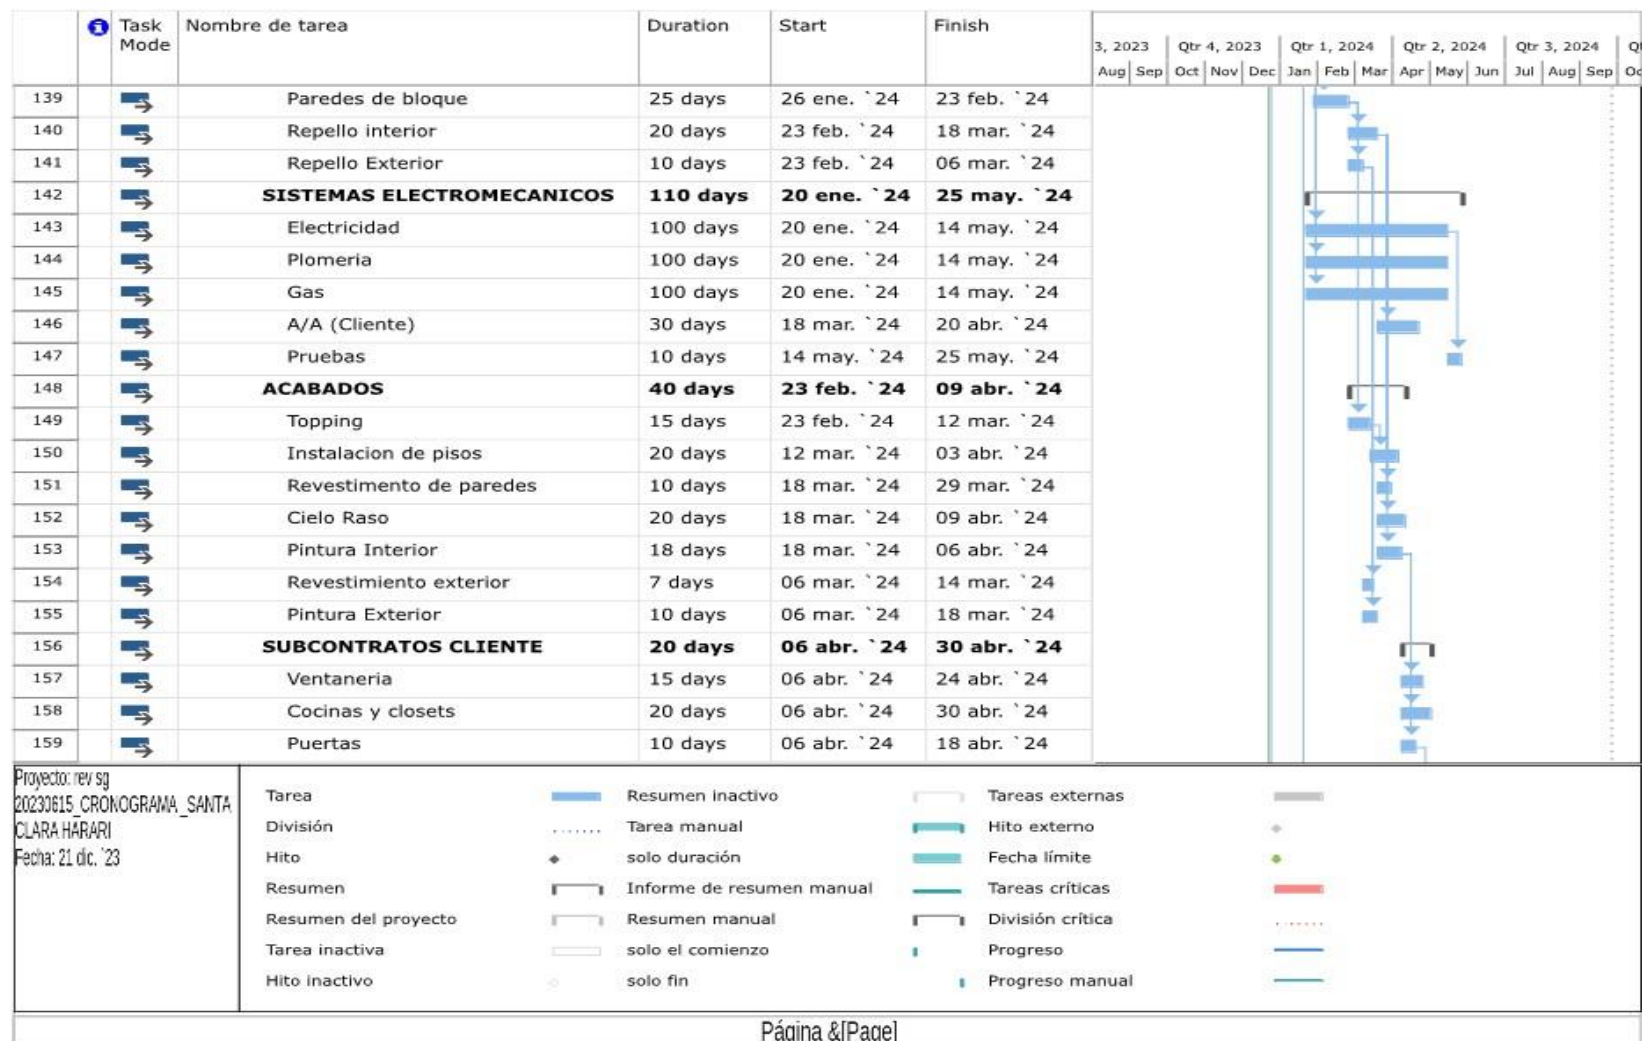 Task Mode Nombre de tarea Duration Start Finish
3, 2023 Qtr 4, 2023 Qtr 1, 2024 Qtr 2, 2024 Qtr 3, 2024
Aug Sep Oct Nov Dec Jan Feb Mar Apr May Jun Jul Aug Sep Oc
139 Paredes de bloque 25 days 26 ene. `24 23 feb. `24
140 Repello interior 20 days 23 feb. `24 18 mar. `24
141 Repello Exterior 10 days 23 feb. `24 06 mar. `24
142 SISTEMAS ELECTROMECANICOS 110 days 20 ene. `24 25 may. `24
143 Electricidad 100 days 20 ene. `24 14 may. `24
144 Plomeria 100 days 20 ene. `24 14 may. `24
145 Gas 100 days 20 ene. `24 14 may. `24
146 A/A (Cliente) 30 days 18 mar. `24 20 abr. `24
147 Pruebas 10 days 14 may. `24 25 may. `24
148 ACABADOS 40 days 23 feb. `24 09 abr. `24
149 Topping 15 days 23 feb. `24 12 mar. `24
150 Instalacion de pisos 20 days 12 mar. `24 03 abr. `24
151 Revestimento de paredes 10 days 18 mar. `24 29 mar. `24
152 Cielo Raso 20 days 18 mar. `24 09 abr. `24
153 Pintura Interior 18 days 18 mar. `24 06 abr. `24
154 Revestimiento exterior 7 days 06 mar. `24 14 mar. `24
155 Pintura Exterior 10 days 06 mar. `24 18 mar. `24
156 SUBCONTRATOS CLIENTE 20 days 06 abr. `24 30 abr. `24
157 Ventaneria 15 days 06 abr. `24 24 abr. `24
158 Cocinas y closets 20 days 06 abr. `24 30 abr. `24
159 Puertas 10 days 06 abr. `24 18 abr. `24
Proyecto: rev sg
20230615_CRONOGRAMA_SANTA
CLARA HARARI
Fecha: 21 dic. `23
Tarea Resumen inactivo Tareas externas
División Tarea manual Hito externo
Hito solo duración Fecha límite
Resumen Informe de resumen manual Tareas críticas
Resumen del proyecto Resumen manual División crítica
Tarea inactiva solo el comienzo Progreso
Hito inactivo solo fin Progreso manual
Página &[Page]